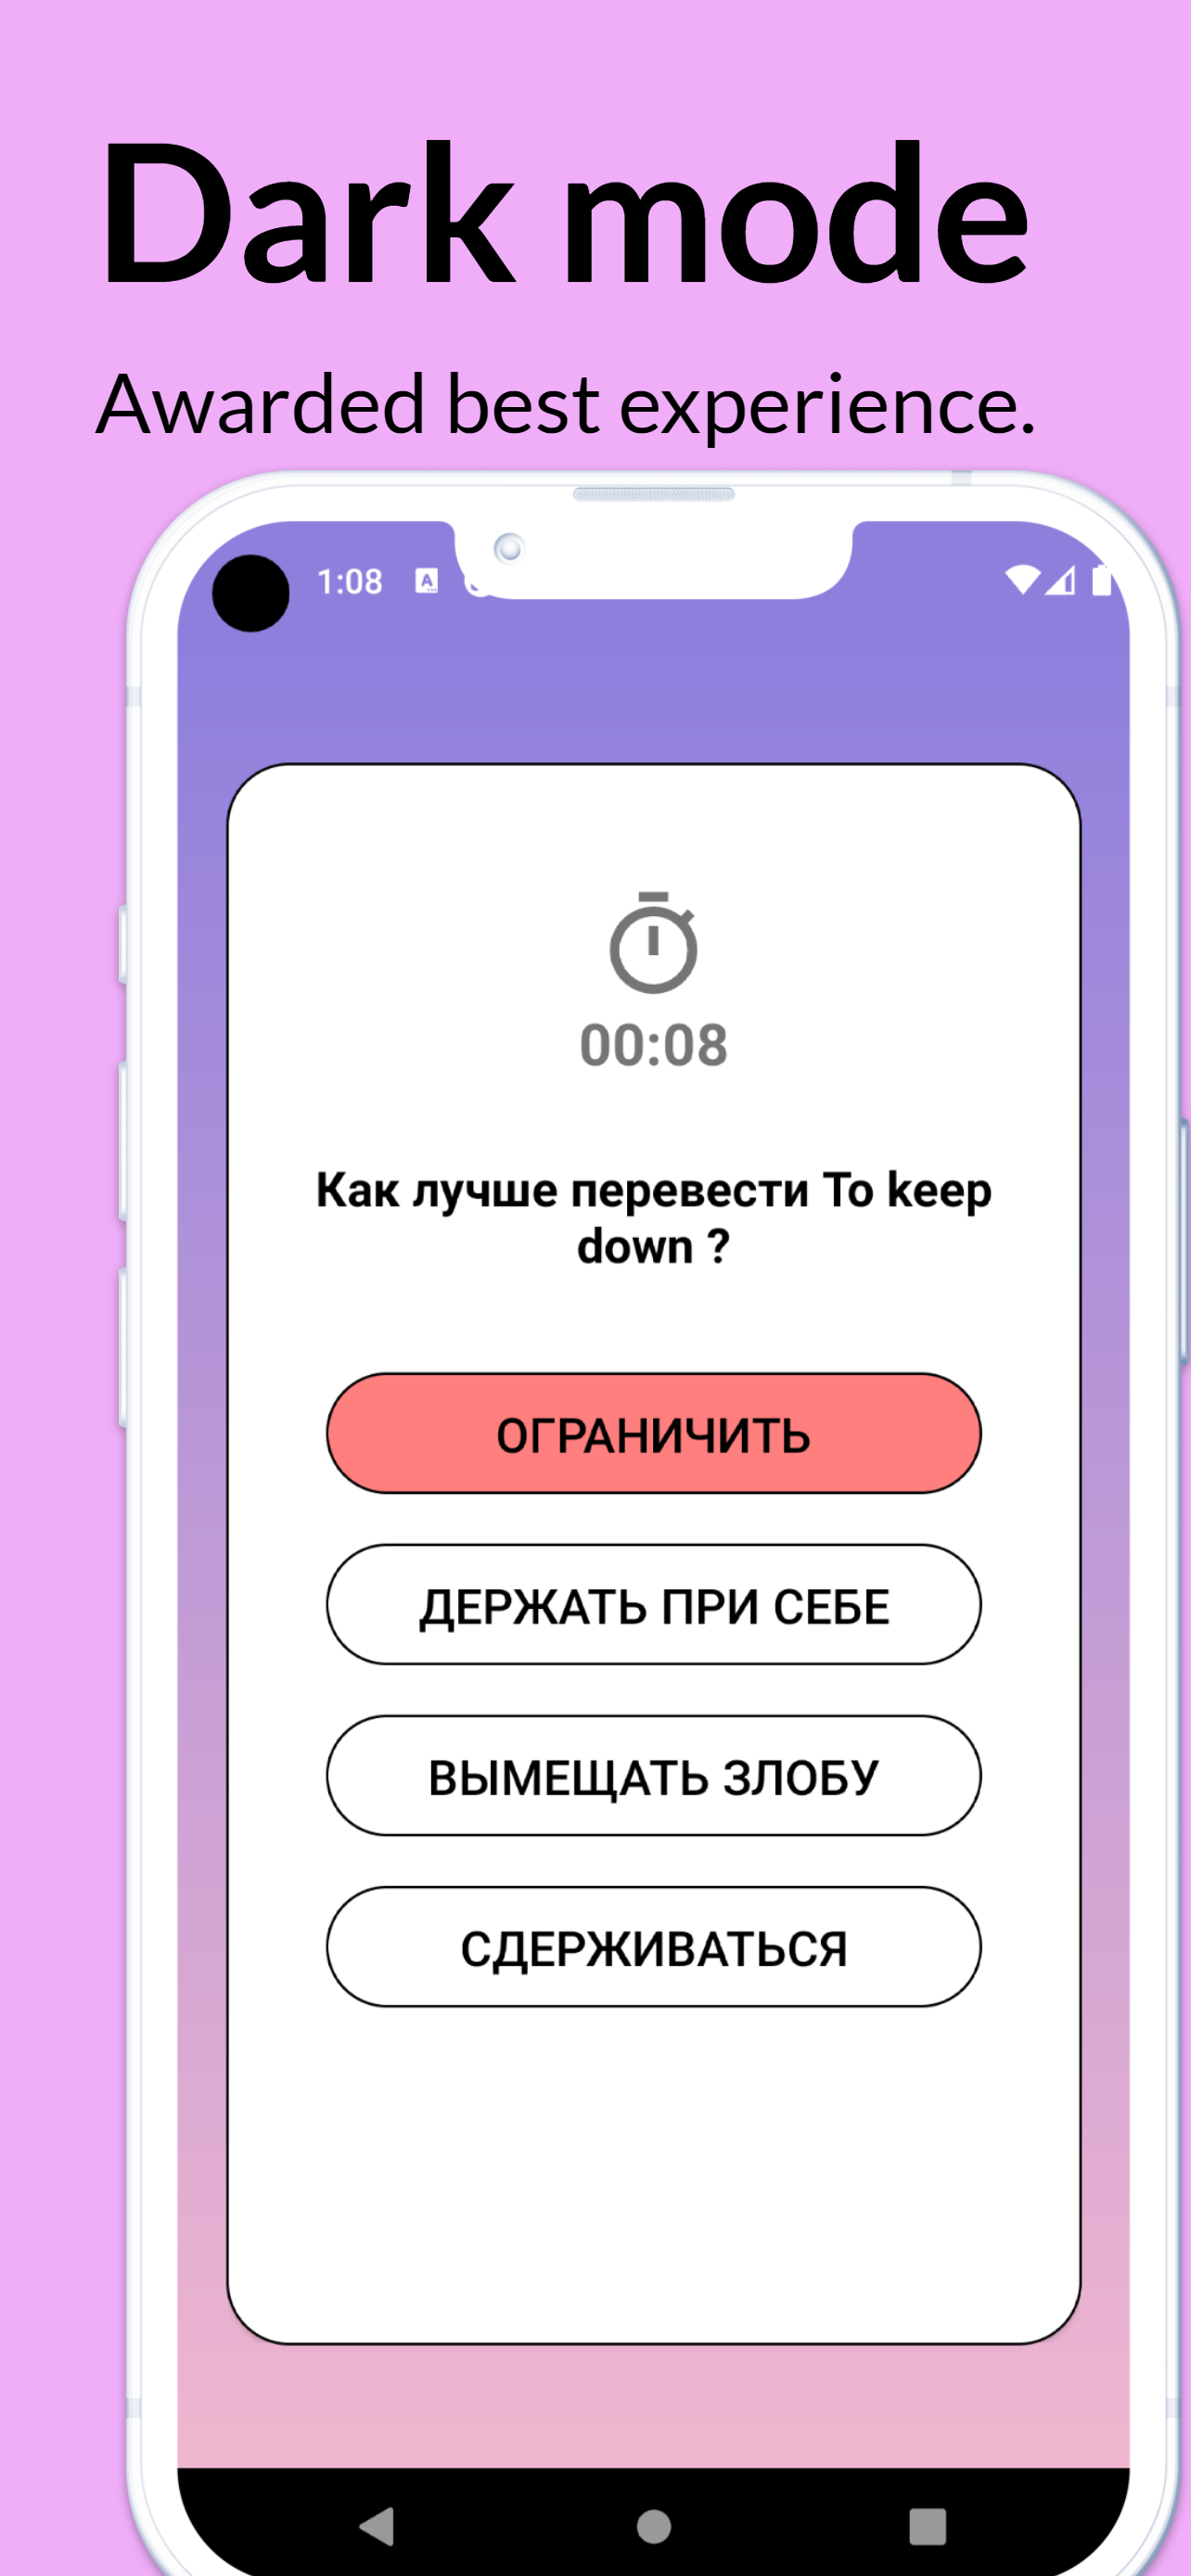 Dark mode
Awarded best experience.
1:08
00:08
Как лучше перевести To keep
down ?
ОГРАНИЧИТЬ
ДЕРЖАТЬ ПРИ СЕБЕ
ВЫМЕЩАТЬ ЗЛОБУ
СДЕРЖИВАТЬСЯ